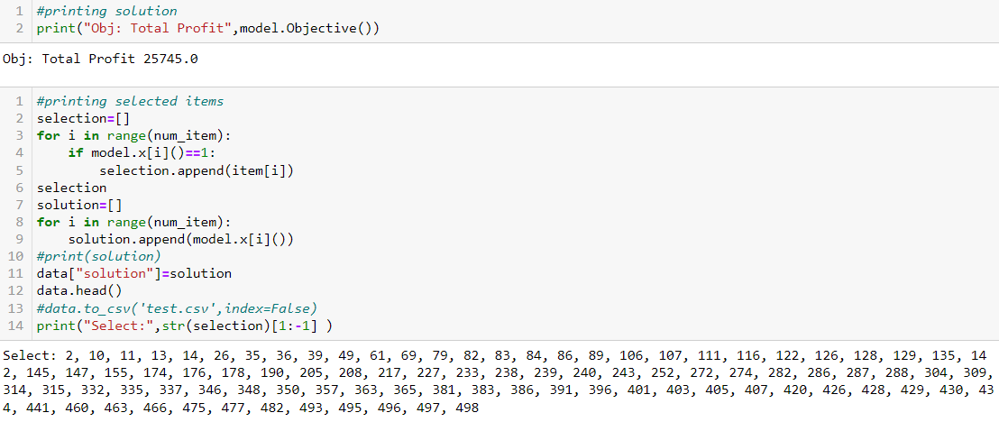 1 #printing solution
2 print("Obj: Total Profit",model.Objective())
Obj: Total Profit 25745.0
1 #printing selected items
2 selection=[]
3 for i in range(num_item):
4     if model.x[i]()==1:
5         selection.append(item[i])
6 selection
7 solution=[]
8 for i in range(num_item):
9     solution.append(model.x[i]())
10 #print(solution)
11 data["solution"]=solution
12 data.head()
13 #data.to_csv('test.csv',index=False)
14 print("Select:",str(selection)[1:-1] )
Select: 2, 10, 11, 13, 14, 26, 35, 36, 39, 49, 61, 69, 79, 82, 83, 84, 86, 89, 106, 107, 111, 116, 122, 126, 128, 129, 135, 14
2, 145, 147, 155, 174, 176, 178, 190, 205, 208, 217, 227, 233, 238, 239, 240, 243, 252, 272, 274, 282, 286, 287, 288, 304, 309,
314, 315, 332, 335, 337, 346, 348, 350, 357, 363, 365, 381, 383, 386, 391, 396, 401, 403, 405, 407, 420, 426, 428, 429, 430, 43
4, 441, 460, 463, 466, 475, 477, 482, 493, 495, 496, 497, 498